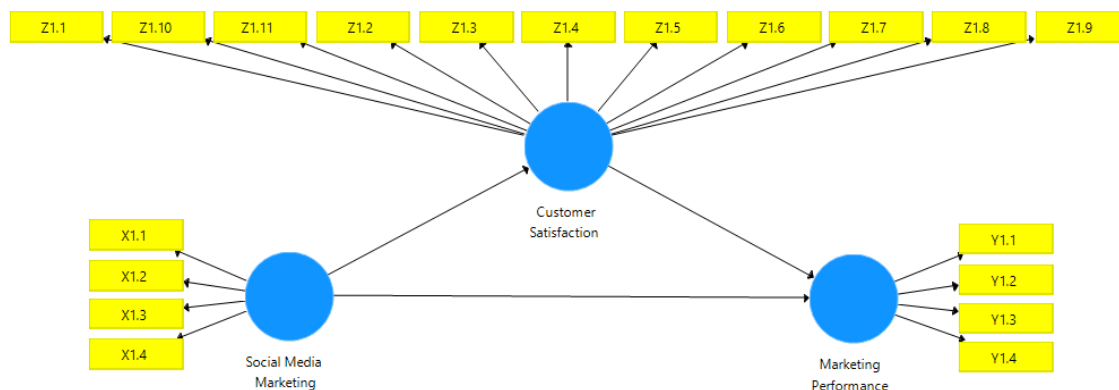 Z1.1
Z1.10
Z1.11
Z1.2
Z1.3
Z1.4
Z1.5
Z1.6
Z1.7
Z1.8
Z1.9
Customer
Satisfaction
X1.1
X1.2
X1.3
X1.4
Social Media
Marketing
Y1.1
Y1.2
Y1.3
Y1.4
Marketing
Performance